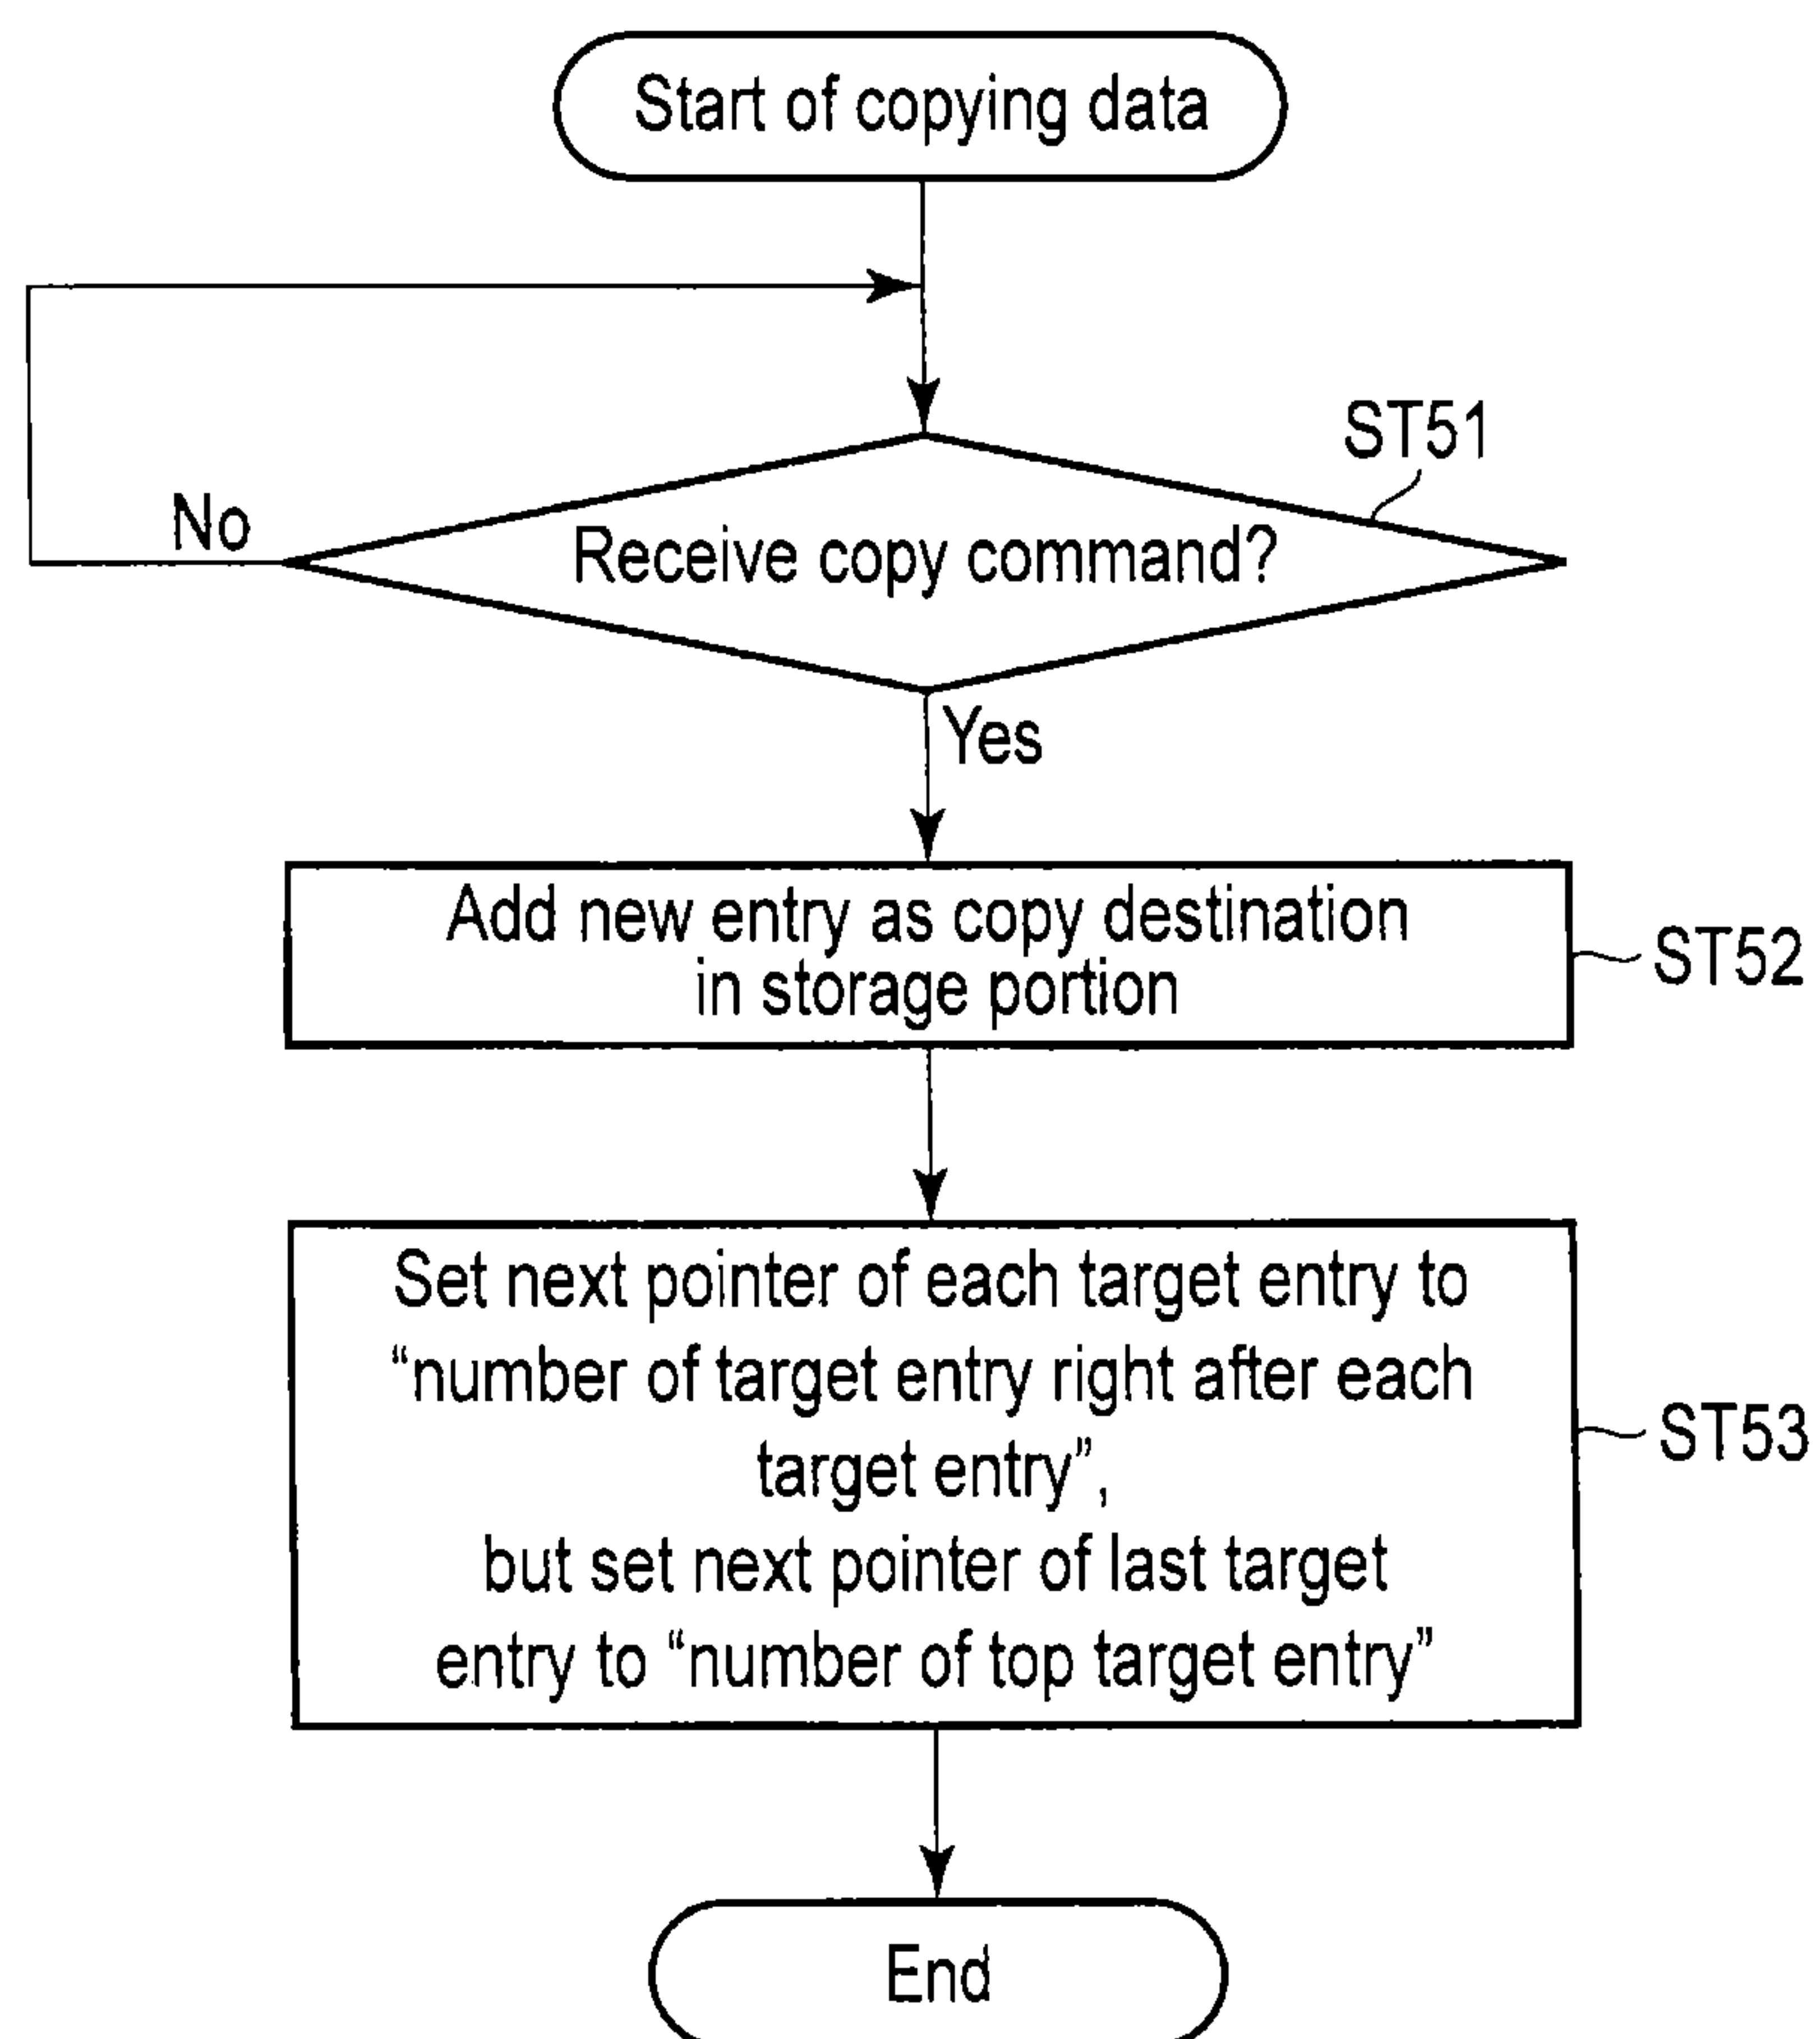 Start of copying data
ST51
No
Receive copy command?
Yes
Add new entry as copy destination
in storage portion
ST52
Set next pointer of each target entry to
“number of target entry right after each
target entry”,
but set next pointer of last target
entry to “number of top target entry”
ST53
End